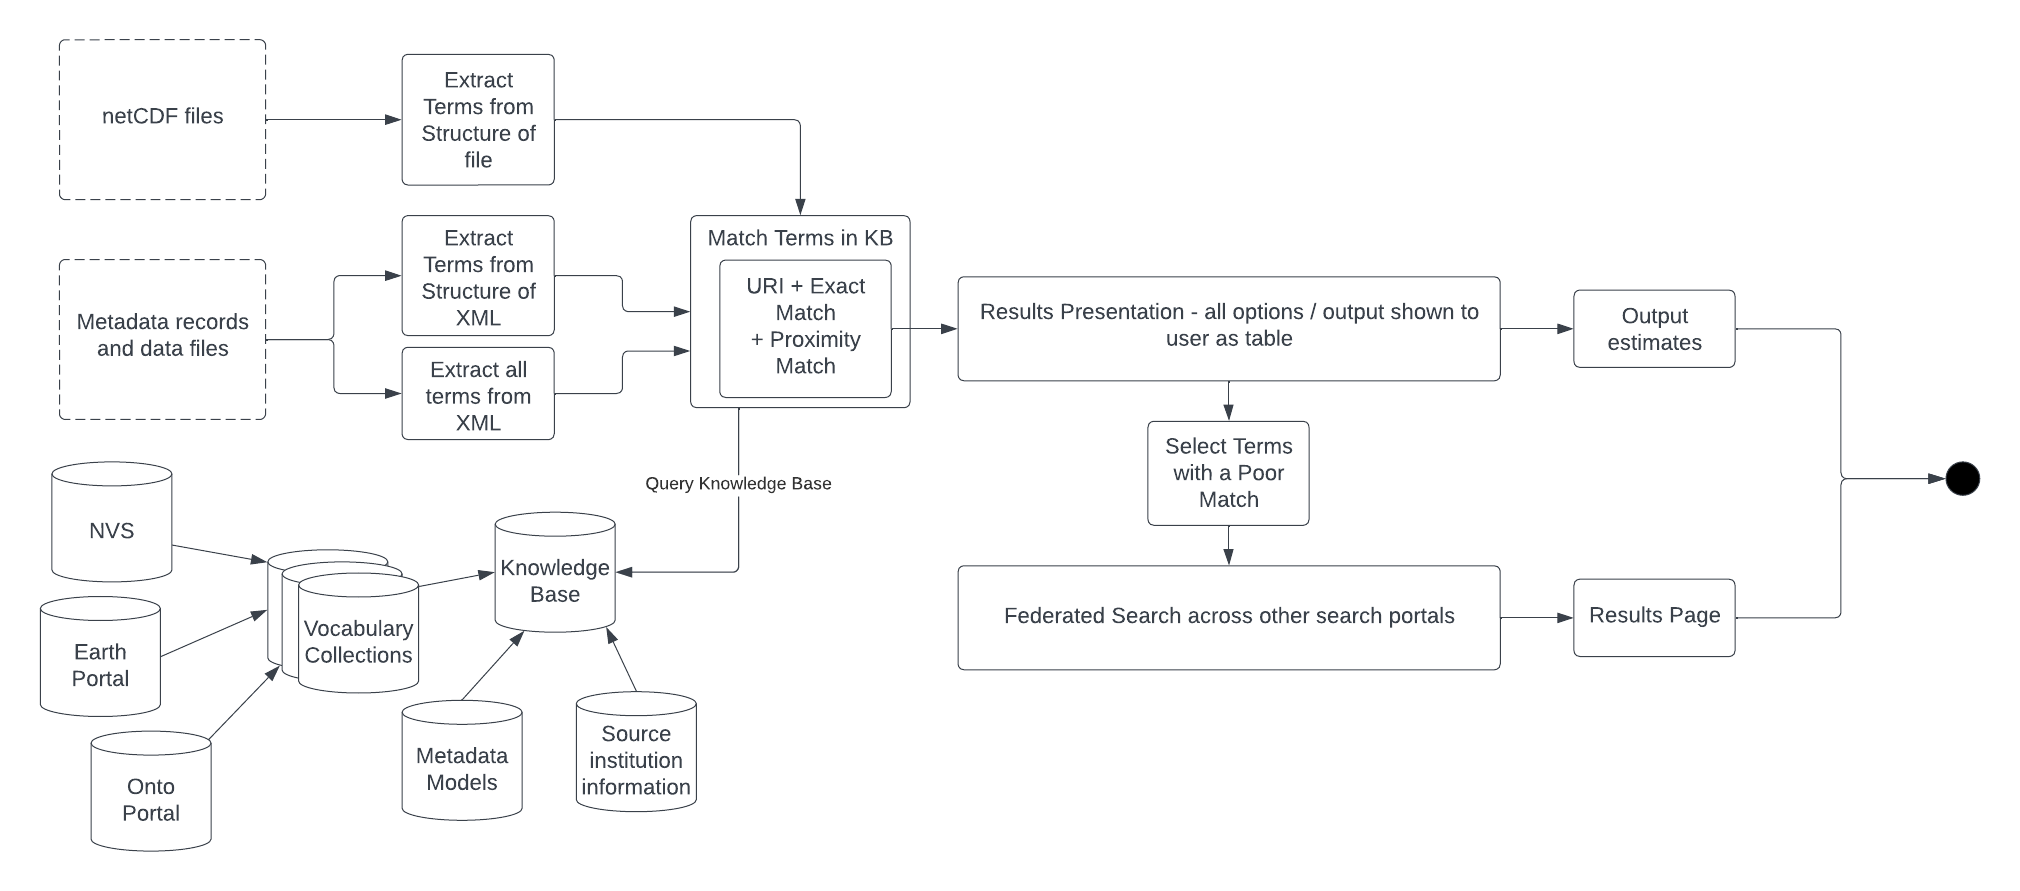 netCDF files
Extract
Terms from
Structure of
file
Metadata records
and data files
Extract
Terms from
Structure of
XML
Extract all
terms from
XML
Match Terms in KB
URI + Exact
Match
+ Proximity
Match
Results Presentation - all options / output shown to
user as table
Output
estimates
Select Terms
with a Poor
Match
Query Knowledge Base
Federated Search across other search portals
Results Page
NVS
Earth
Portal
Onto
Portal
Vocabulary
Collections
Knowledge
Base
Metadata
Models
Source
institution
information